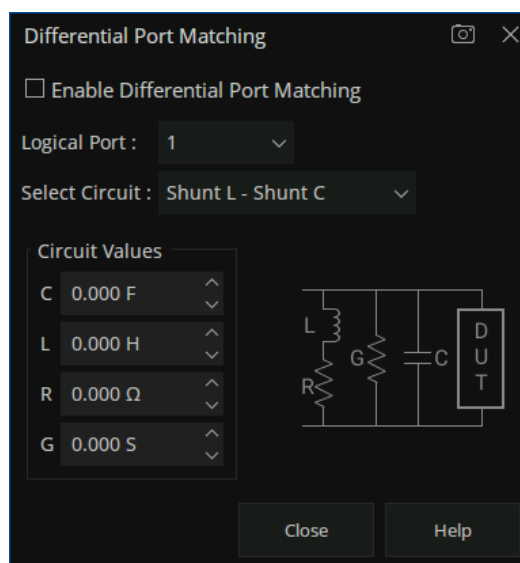 Differential Port Matching
Enable Differential Port Matching
Logical Port : 1
Select Circuit : Shunt L - Shunt C
Circuit Values
C 0.000 F
L 0.000 H
R 0.000 Ω
G 0.000 S
L
G
C
R
DUT
Close Help